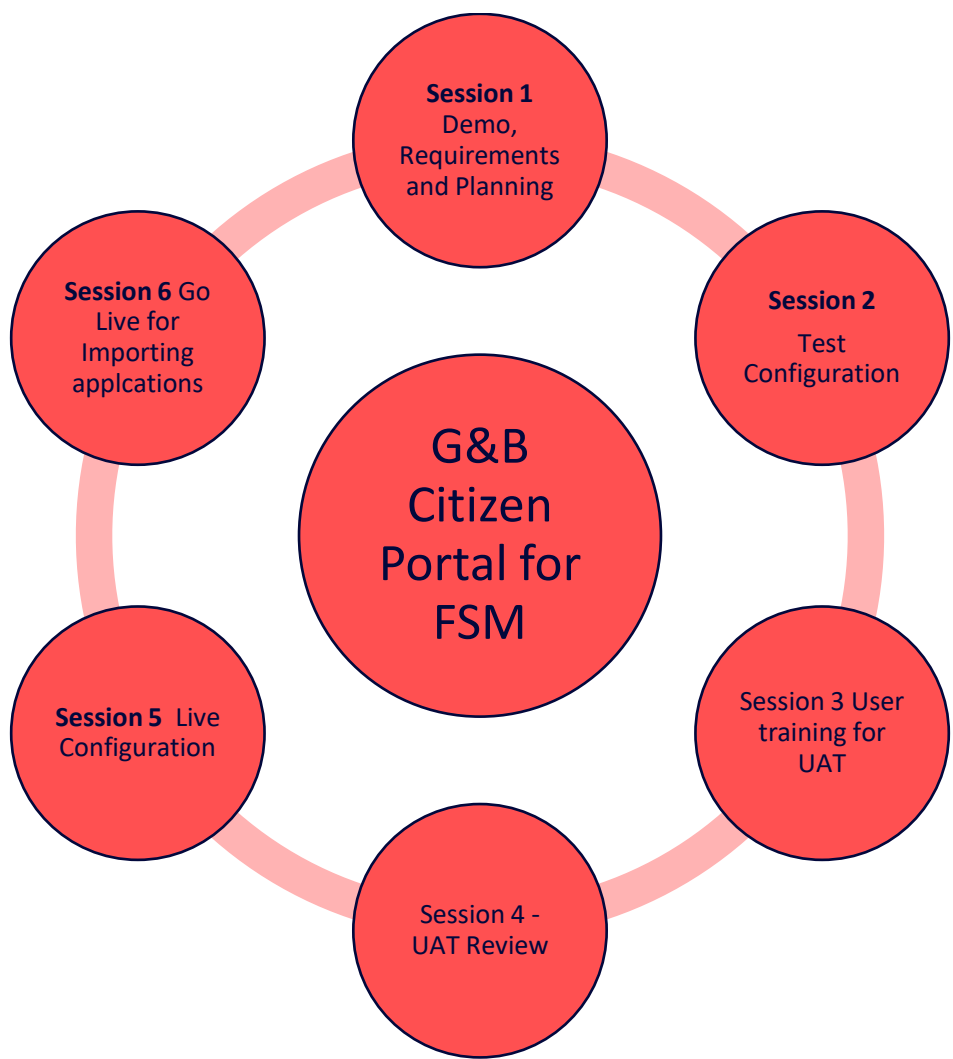 Session 1
Demo,
Requirements
and Planning
Session 2
Test
Configuration
Session 3 User
training for
UAT
Session 4 -
UAT Review
Session 5 Live
Configuration
Session 6 Go
Live for
Importing
applcations
G&B
Citizen
Portal for
FSM